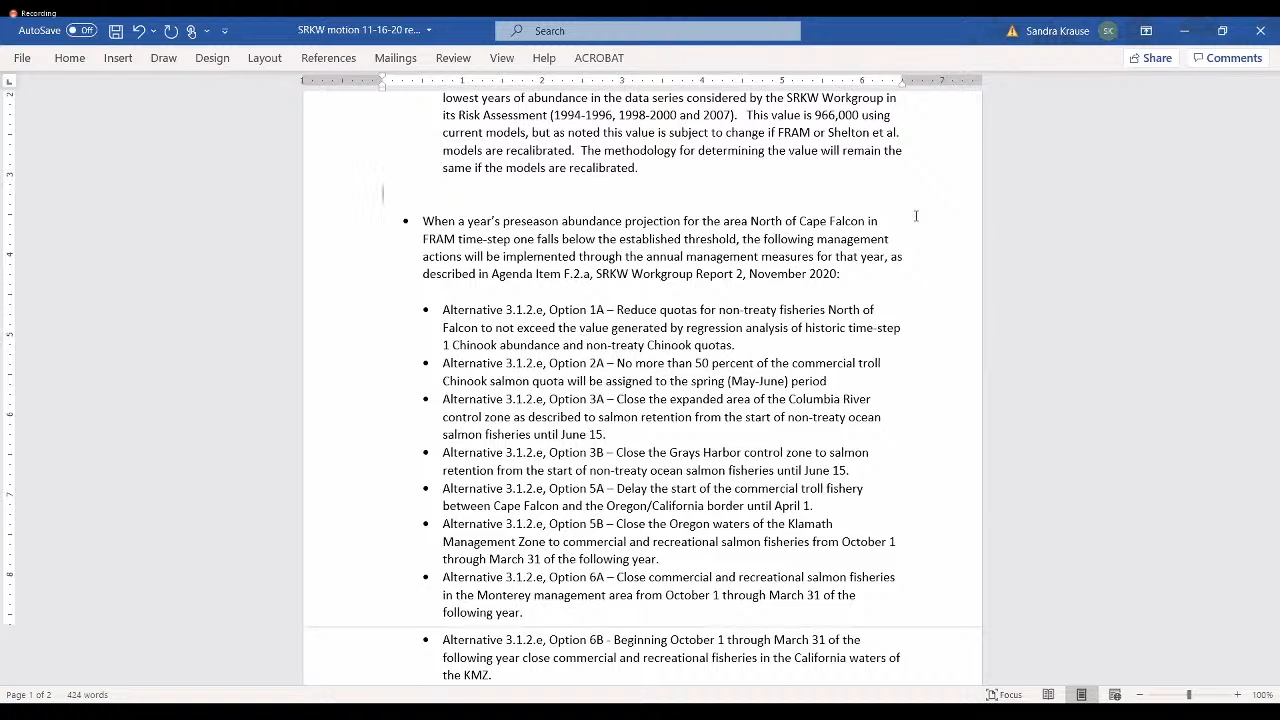 Recording
AutoSave Off SRKW motion 11-16-20 re... Search Sandra Krause SK
File Home Insert Draw Design Layout References Mailings Review View Help ACROBAT Share Comments
1 1 2 3 4 5 6 7
2
3
4
5
6
7
8
lowest years of abundance in the data series considered by the SRKW Workgroup in
its Risk Assessment (1994-1996, 1998-2000 and 2007). This value is 966,000 using
current models, but as noted this value is subject to change if FRAM or Shelton et al.
models are recalibrated. The methodology for determining the value will remain the
same if the models are recalibrated.
• When a year's preseason abundance projection for the area North of Cape Falcon in
FRAM time-step one falls below the established threshold, the following management
actions will be implemented through the annual management measures for that year, as
described in Agenda Item F.2.a, SRKW Workgroup Report 2, November 2020:
• Alternative 3.1.2.e, Option 1A – Reduce quotas for non-treaty fisheries North of
Falcon to not exceed the value generated by regression analysis of historic time-step
1 Chinook abundance and non-treaty Chinook quotas.
• Alternative 3.1.2.e, Option 2A – No more than 50 percent of the commercial troll
Chinook salmon quota will be assigned to the spring (May-June) period
• Alternative 3.1.2.e, Option 3A – Close the expanded area of the Columbia River
control zone as described to salmon retention from the start of non-treaty ocean
salmon fisheries until June 15.
• Alternative 3.1.2.e, Option 3B – Close the Grays Harbor control zone to salmon
retention from the start of non-treaty ocean salmon fisheries until June 15.
• Alternative 3.1.2.e, Option 5A – Delay the start of the commercial troll fishery
between Cape Falcon and the Oregon/California border until April 1.
• Alternative 3.1.2.e, Option 5B – Close the Oregon waters of the Klamath
Management Zone to commercial and recreational salmon fisheries from October 1
through March 31 of the following year.
• Alternative 3.1.2.e, Option 6A – Close commercial and recreational salmon fisheries
in the Monterey management area from October 1 through March 31 of the
following year.
• Alternative 3.1.2.e, Option 6B - Beginning October 1 through March 31 of the
following year close commercial and recreational fisheries in the California waters of
the KMZ.
Page 1 of 2 424 words Focus 100%